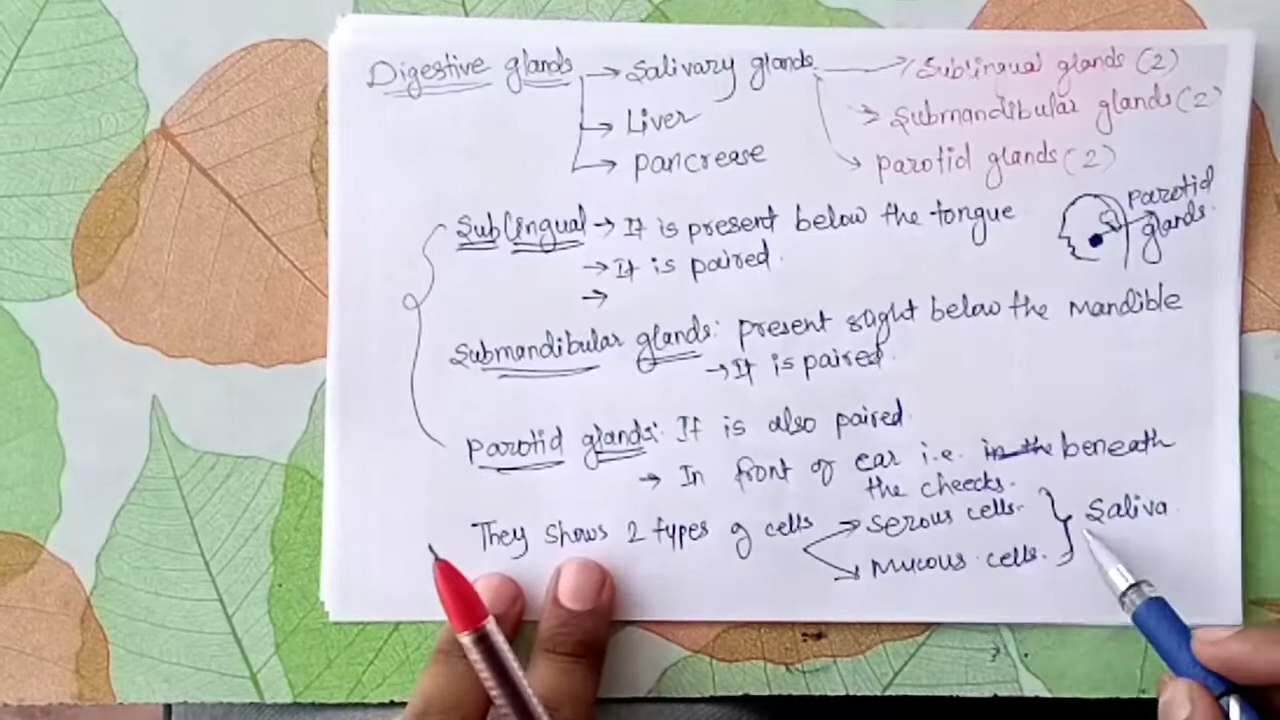 Digestive glands → Salivary glands → Sublingual glands (2)
→ Liver → Submandibular glands (2)
→ pancrease → parotid glands (2)
parotid glands.
Sublingual → It is present below the tongue
→ It is paired.
→
Submandibular glands: present slight below the mandible
→ It is paired.
Parotid glands: It is also paired.
→ In front of ear i.e. in the beneath
the cheecks.
They shows 2 types of cells → serous cells. } Saliva
→ Mucous cells.